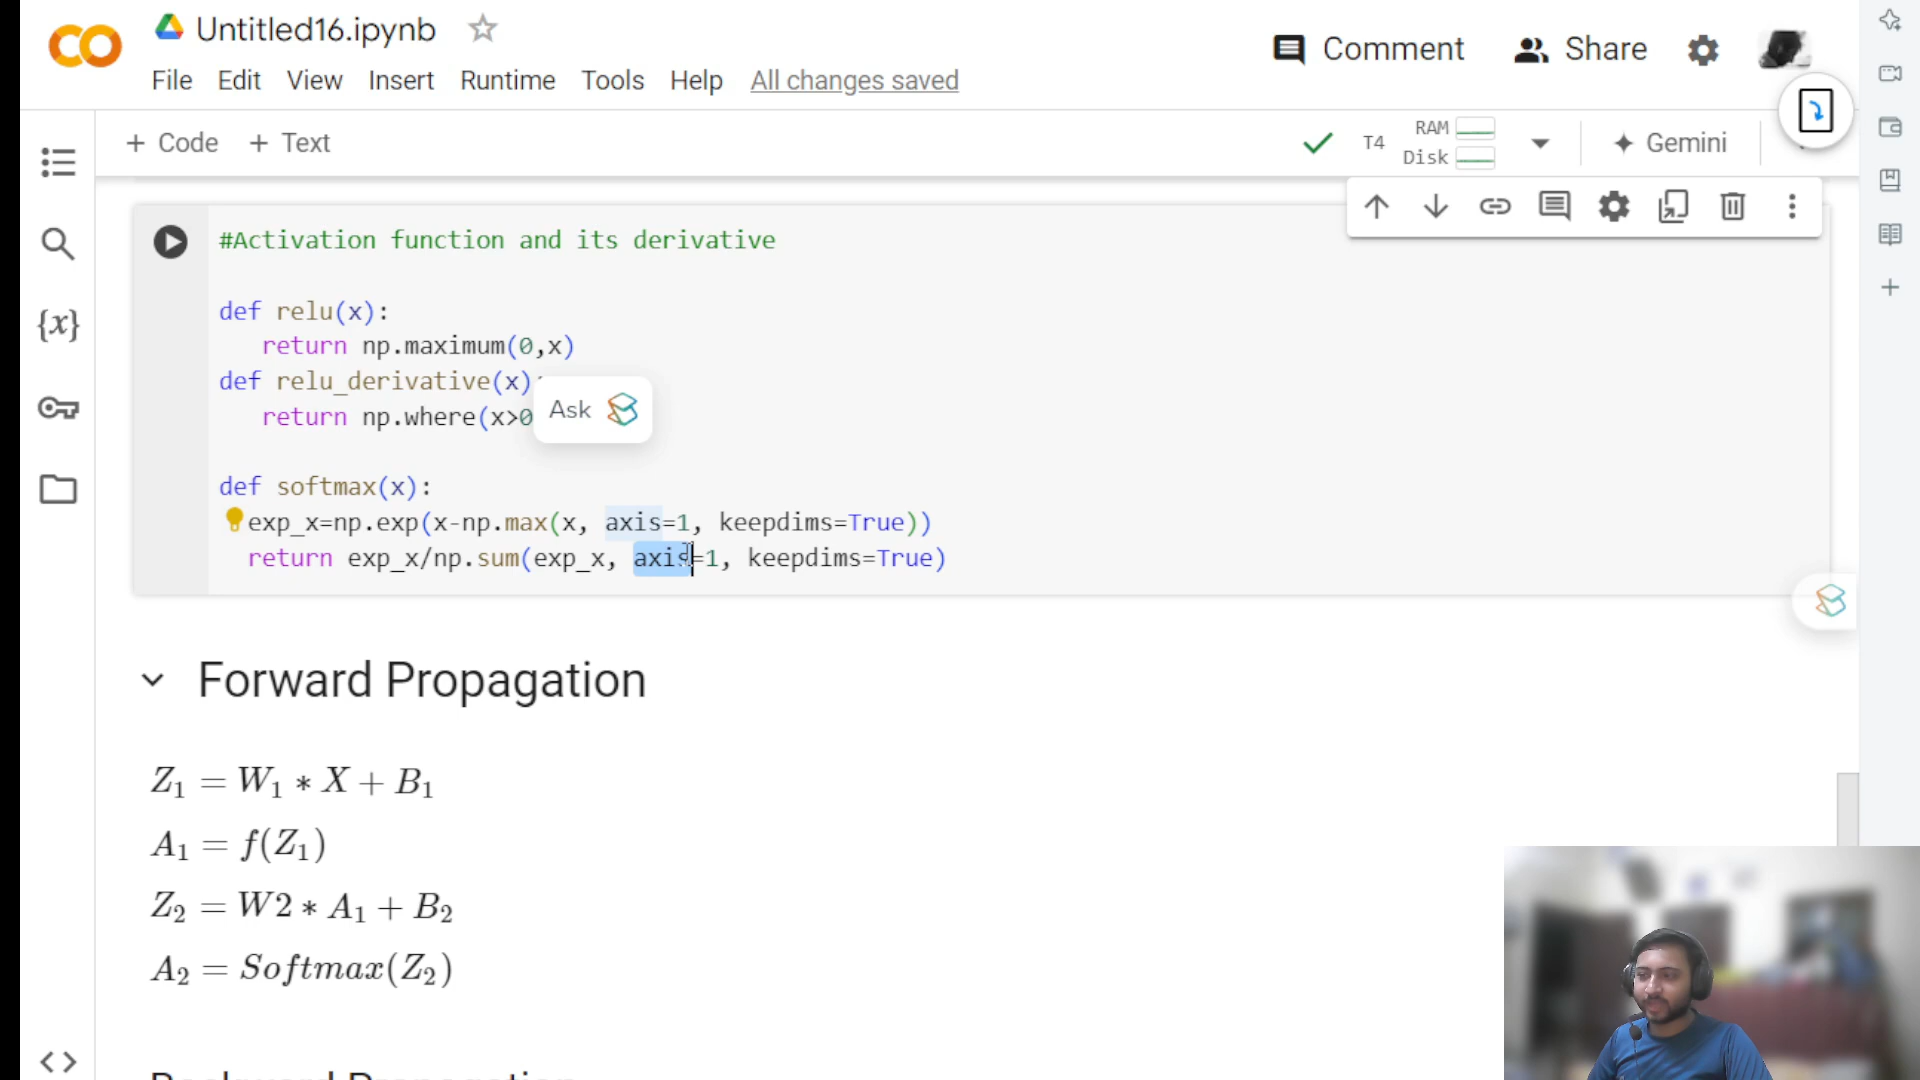 Untitled16.ipynb
Comment
Share
File Edit View Insert Runtime Tools Help All changes saved
+ Code + Text
T4
RAM
Disk
Gemini
#Activation function and its derivative
def relu(x):
return np.maximum(0,x)
def relu_derivative(x):
return np.where(x>0
Ask
def softmax(x):
exp_x=np.exp(x-np.max(x, axis=1, keepdims=True))
return exp_x/np.sum(exp_x, axis=1, keepdims=True)
{x}
Forward Propagation
Z₁ = W₁ * X + B₁
A₁ = f(Z₁)
Z₂ = W2 * A₁ + B₂
A₂ = Softmax(Z₂)